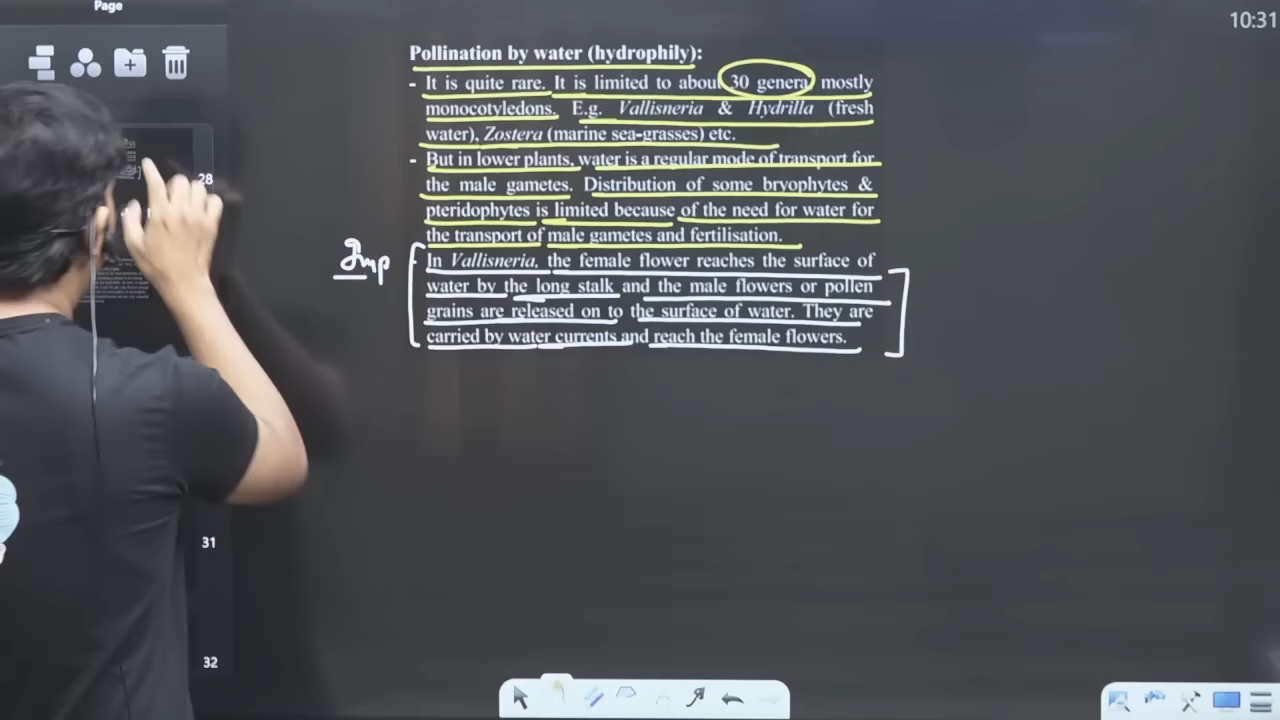 Page
10:31
Pollination by water (hydrophily):
- It is quite rare. It is limited to about 30 genera mostly
monocotyledons. E.g. Vallisneria & Hydrilla (fresh
water), Zostera (marine sea-grasses) etc.
- But in lower plants, water is a regular mode of transport for
the male gametes. Distribution of some bryophytes &
pteridophytes is limited because of the need for water for
the transport of male gametes and fertilisation.
Imp
- In Vallisneria, the female flower reaches the surface of
water by the long stalk and the male flowers or pollen
grains are released on to the surface of water. They are
carried by water currents and reach the female flowers.
28
31
32